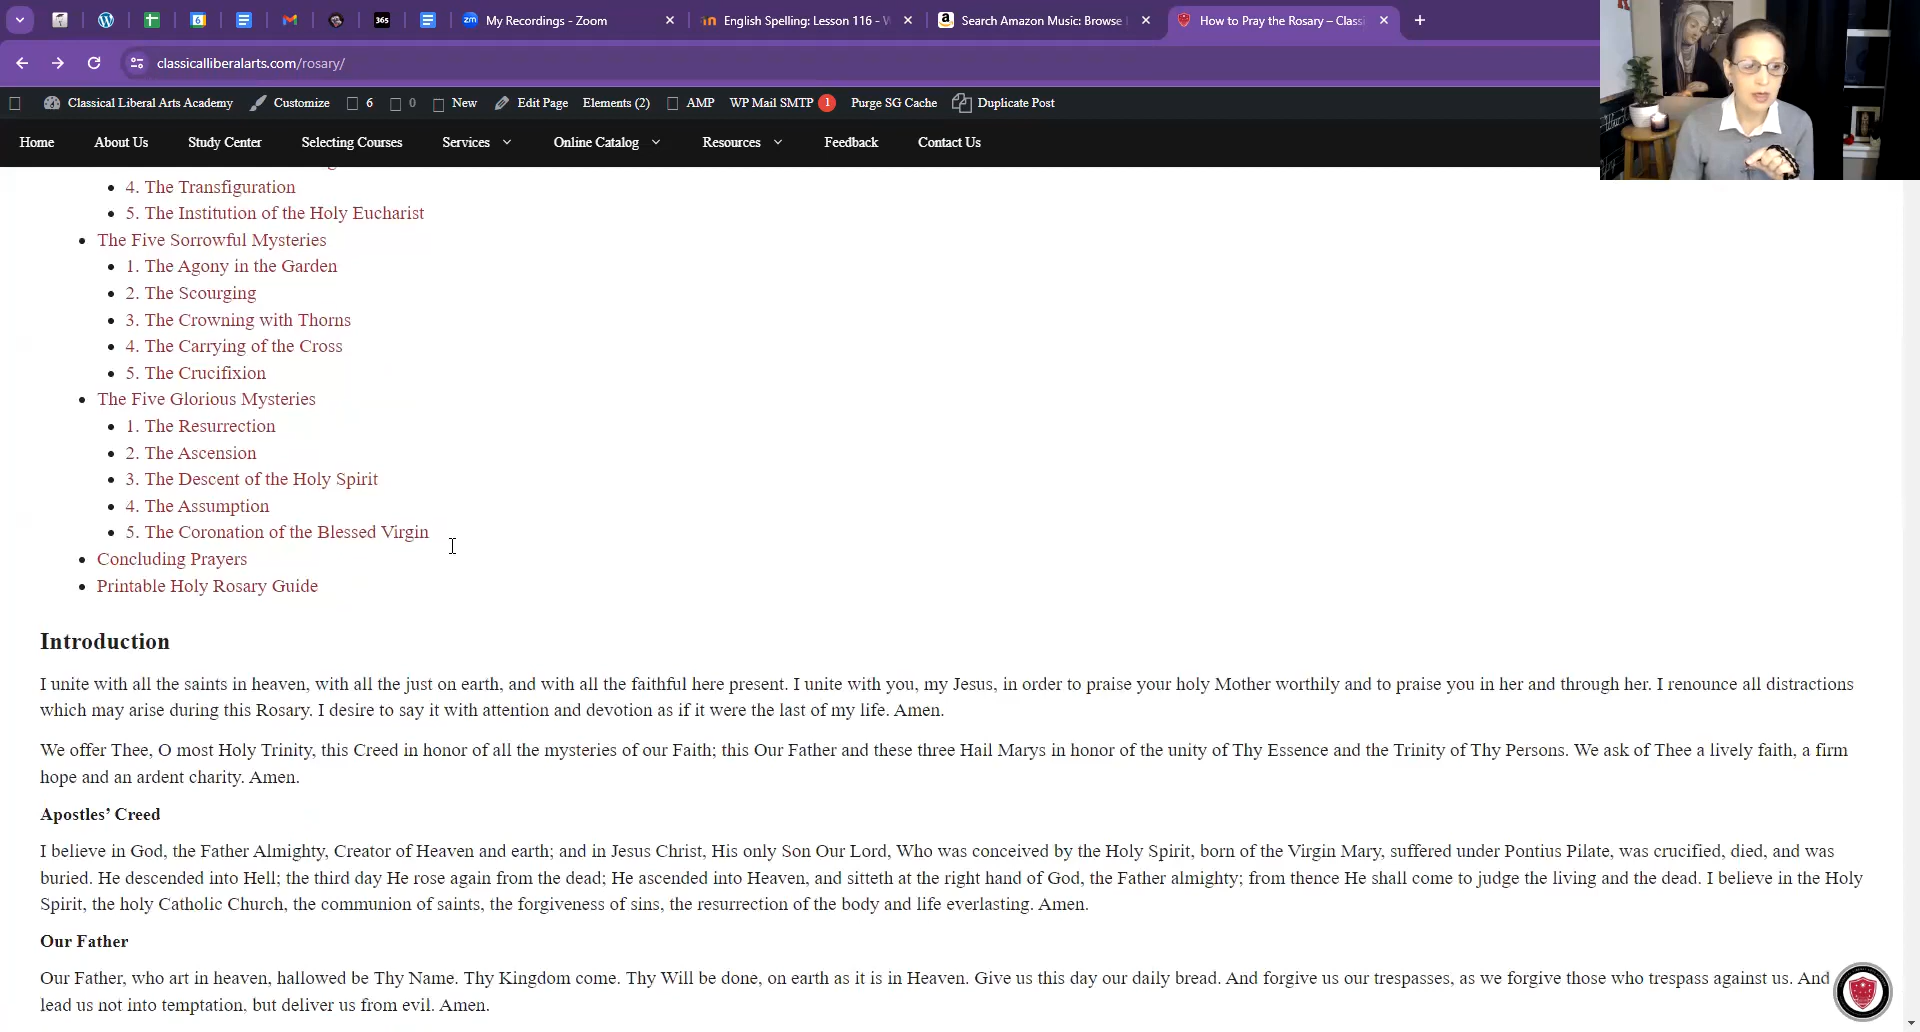 My Recordings - Zoom
English Spelling: Lesson 116 -
Search Amazon Music: Browse
How to Pray the Rosary – Class
classicalliberalarts.com/rosary/
Classical Liberal Arts Academy Customize 6 0 New Edit Page Elements (2) AMP WP Mail SMTP 1 Purge SG Cache Duplicate Post
Home About Us Study Center Selecting Courses Services Online Catalog Resources Feedback Contact Us
4. The Transfiguration
5. The Institution of the Holy Eucharist
The Five Sorrowful Mysteries
1. The Agony in the Garden
2. The Scourging
3. The Crowning with Thorns
4. The Carrying of the Cross
5. The Crucifixion
The Five Glorious Mysteries
1. The Resurrection
2. The Ascension
3. The Descent of the Holy Spirit
4. The Assumption
5. The Coronation of the Blessed Virgin
Concluding Prayers
Printable Holy Rosary Guide
Introduction
I unite with all the saints in heaven, with all the just on earth, and with all the faithful here present. I unite with you, my Jesus, in order to praise your holy Mother worthily and to praise you in her and through her. I renounce all distractions
which may arise during this Rosary. I desire to say it with attention and devotion as if it were the last of my life. Amen.
We offer Thee, O most Holy Trinity, this Creed in honor of all the mysteries of our Faith; this Our Father and these three Hail Marys in honor of the unity of Thy Essence and the Trinity of Thy Persons. We ask of Thee a lively faith, a firm
hope and an ardent charity. Amen.
Apostles’ Creed
I believe in God, the Father Almighty, Creator of Heaven and earth; and in Jesus Christ, His only Son Our Lord, Who was conceived by the Holy Spirit, born of the Virgin Mary, suffered under Pontius Pilate, was crucified, died, and was
buried. He descended into Hell; the third day He rose again from the dead; He ascended into Heaven, and sitteth at the right hand of God, the Father almighty; from thence He shall come to judge the living and the dead. I believe in the Holy
Spirit, the holy Catholic Church, the communion of saints, the forgiveness of sins, the resurrection of the body and life everlasting. Amen.
Our Father
Our Father, who art in heaven, hallowed be Thy Name. Thy Kingdom come. Thy Will be done, on earth as it is in Heaven. Give us this day our daily bread. And forgive us our trespasses, as we forgive those who trespass against us. And
lead us not into temptation, but deliver us from evil. Amen.